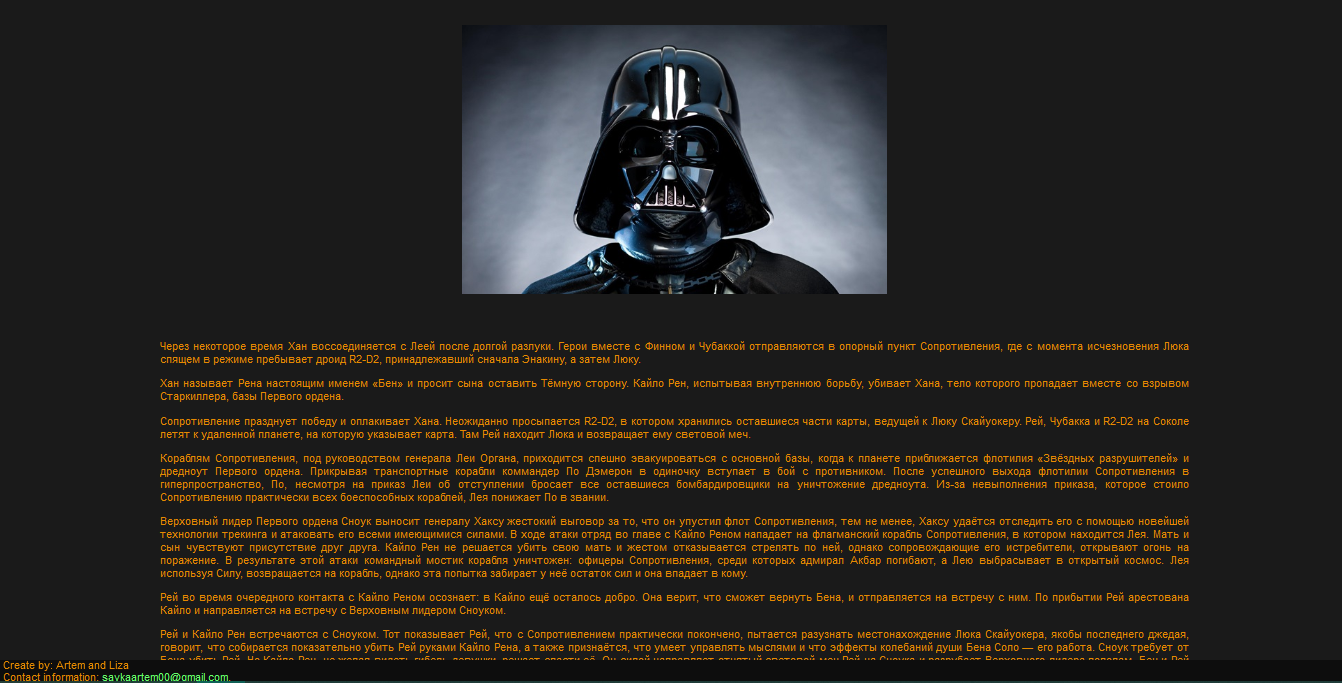 Через некоторое время Хан воссоединяется с Леей после долгой разлуки. Герои вместе с Финном и Чубаккой отправляются в опорный пункт Сопротивления, где с момента исчезновения Люка
спящем в режиме пребывает дроид R2-D2, принадлежавший сначала Энакину, а затем Люку.
Хан называет Рена настоящим именем «Бен» и просит сына оставить Тёмную сторону. Кайло Рен, испытывая внутреннюю борьбу, убивает Хана, тело которого пропадает вместе со взрывом
Старкиллера, базы Первого ордена.
Сопротивление празднует победу и оплакивает Хана. Неожиданно просыпается R2-D2, в котором хранились оставшиеся части карты, ведущей к Люку Скайуокеру. Рей, Чубакка и R2-D2 на Соколе
летят к удаленной планете, на которую указывает карта. Там Рей находит Люка и возвращает ему световой меч.
Кораблям Сопротивления, под руководством генерала Леи Органа, приходится спешно эвакуироваться с основной базы, когда к планете приближается флотилия «Звёздных разрушителей» и
дредноут Первого ордена. Прикрывая транспортные корабли коммандер По Дэмерон в одиночку вступает в бой с противником. После успешного выхода флотилии Сопротивления в
гиперпространство, По, несмотря на приказ Леи об отступлении бросает все оставшиеся бомбардировщики на уничтожение дредноута. Из-за невыполнения приказа, которое стоило
Сопротивлению практически всех боеспособных кораблей, Лея понижает По в звании.
Верховный лидер Первого ордена Сноук выносит генералу Хаксу жестокий выговор за то, что он упустил флот Сопротивления, тем не менее, Хаксу удаётся отследить его с помощью новейшей
технологии трекинга и атаковать его всеми имеющимися силами. В ходе атаки отряд во главе с Кайло Реном нападает на флагманский корабль Сопротивления, в котором находится Лея. Мать и
сын чувствуют присутствие друг друга. Кайло Рен не решается убить свою мать и жестом отказывается стрелять по ней, однако сопровождающие его истребители, открывают огонь на
поражение. В результате этой атаки командный мостик корабля уничтожен: офицеры Сопротивления, среди которых адмирал Акбар погибают, а Лею выбрасывает в открытый космос. Лея
используя Силу, возвращается на корабль, однако эта попытка забирает у неё остаток сил и она впадает в кому.
Рей во время очередного контакта с Кайло Реном осознает: в Кайло ещё осталось добро. Она верит, что сможет вернуть Бена, и отправляется на встречу с ним. По прибытии Рей арестована
Кайло и направляется на встречу с Верховным лидером Сноуком.
Рей и Кайло Рен встречаются с Сноуком. Тот показывает Рей, что с Сопротивлением практически покончено, пытается разузнать местонахождение Люка Скайуокера, якобы последнего джедая,
говорит, что собирается показательно убить Рей руками Кайло Рена, а также признаётся, что умеет управлять мыслями и что эффекты колебаний души Бена Соло — его работа. Сноук требует от
Create by: Artem and Liza
Contact information: savkaartem00@gmail.com.